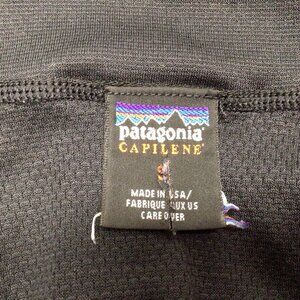 patagonia®
CAPILENE®
MADE IN USA/
FABRIQUE AUX US
CARE OVER